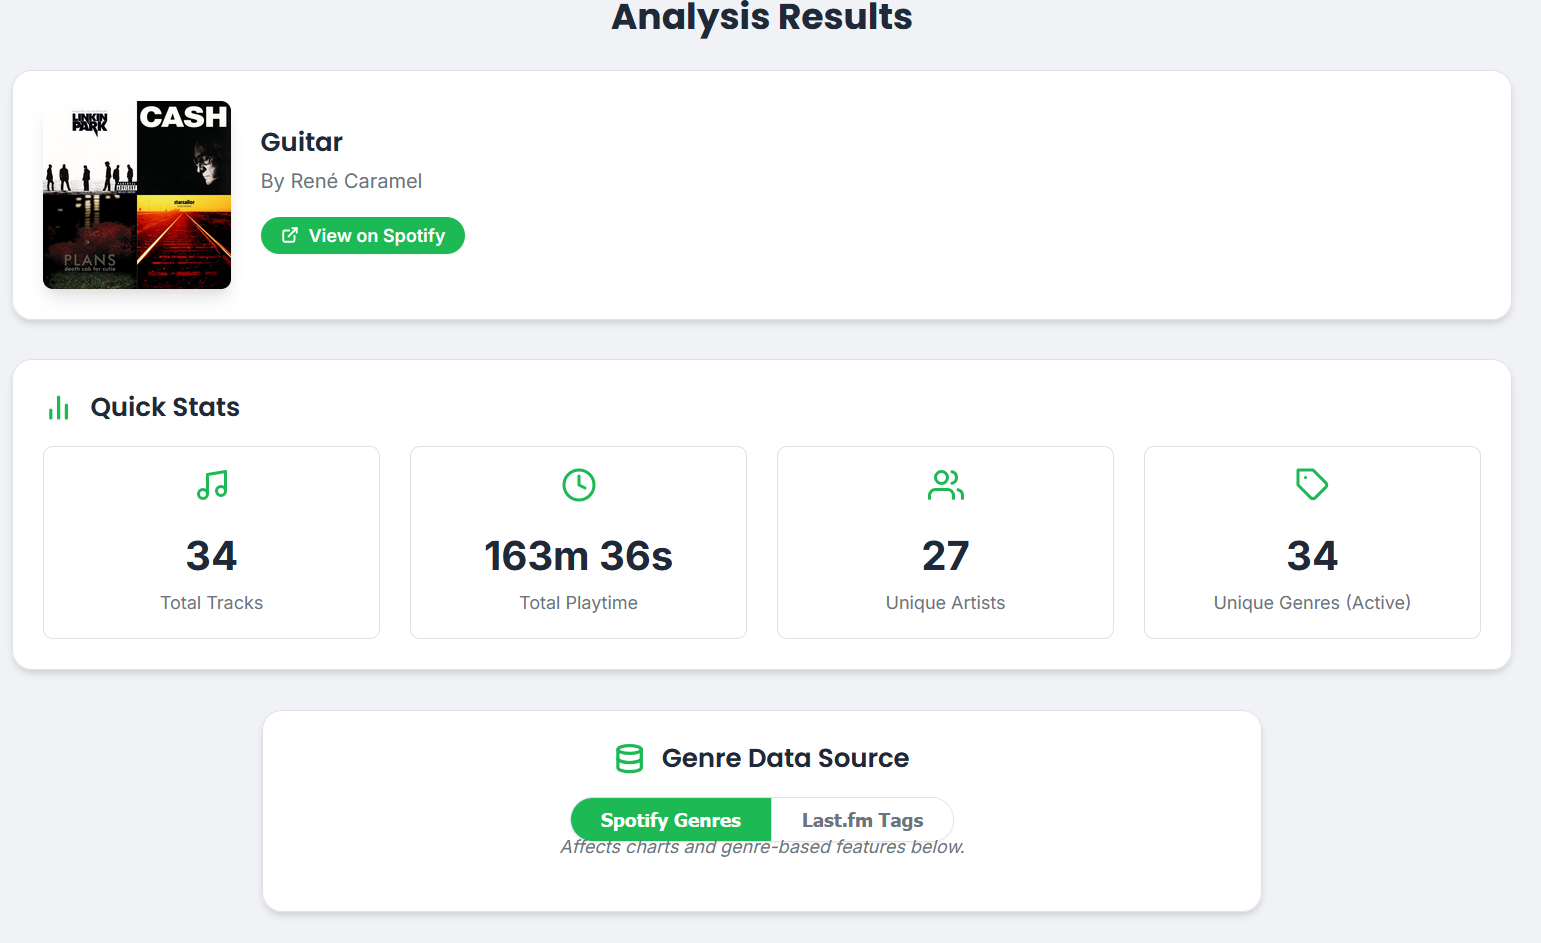 Analysis Results
LINKIN
PARK
CASH
starsailor
PLANS
death cab for cutie
Guitar
By René Caramel
View on Spotify
Quick Stats
34
Total Tracks
163m 36s
Total Playtime
27
Unique Artists
34
Unique Genres (Active)
Genre Data Source
Spotify Genres
Last.fm Tags
Affects charts and genre-based features below.